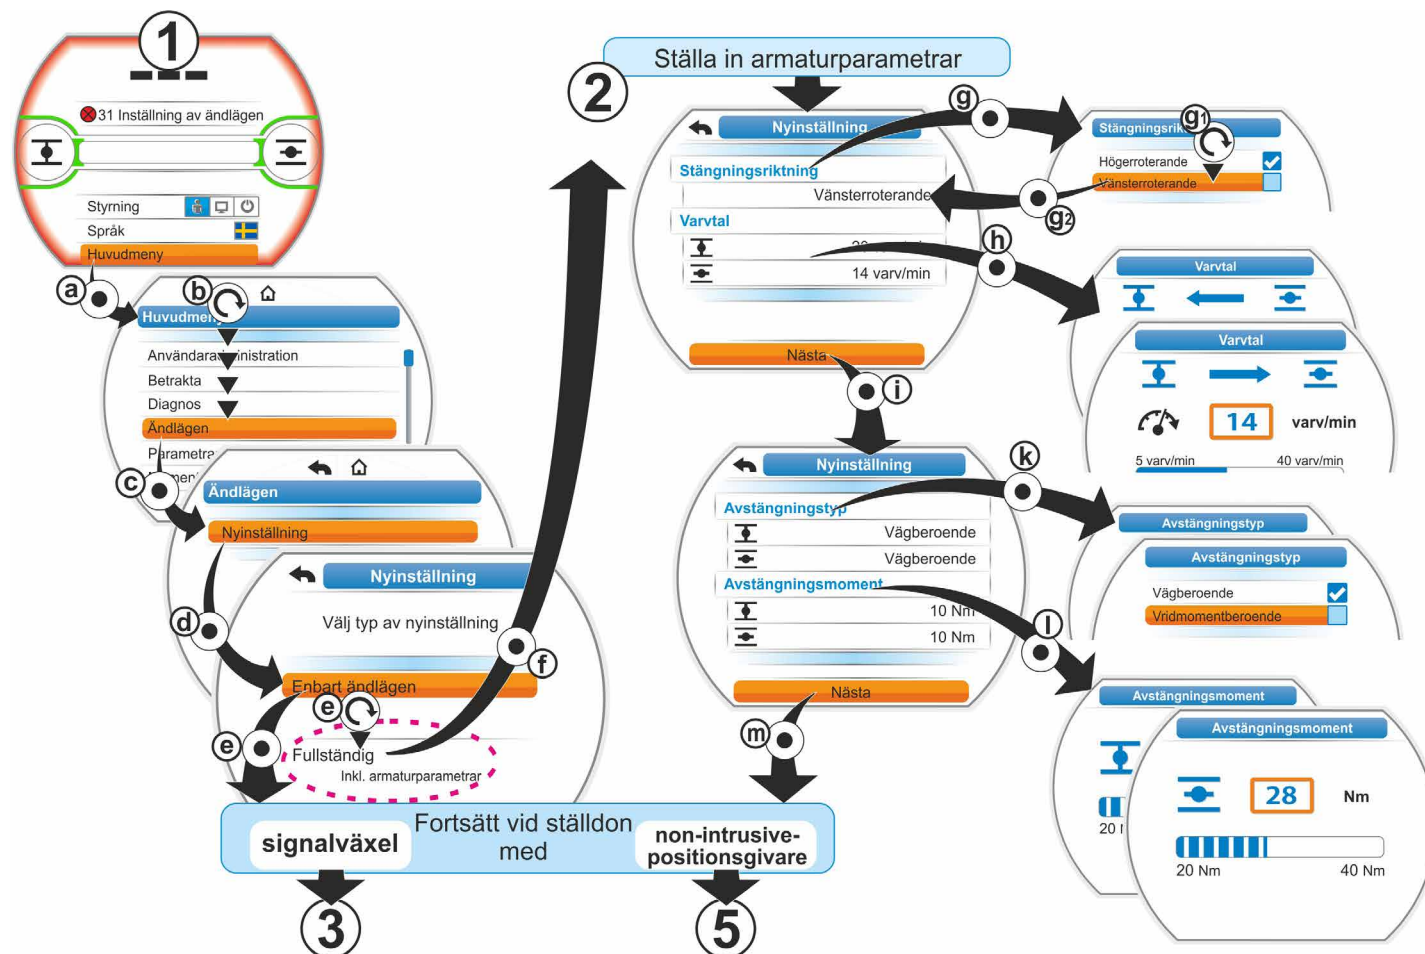 1
31 Inställning av ändlägen
Styrning
Språk
Huvudmeny
a
b
Huvudmeny
Användaradministration
Betrakta
Diagnos
Ändlägen
c
Ändlägen
Nyinställning
d
Nyinställning
Välj typ av nyinställning
Enbart ändlägen
e
e
Fullständig
Inkl. armaturparametrar
f
2
Ställa in armaturparametrar
Nyinställning
Stängningsriktning
Vänsterroterande
Varvtal
14 varv/min
Nästa
g
g1
Högerroterande
Vänsterroterande
g2
h
Varvtal
Varvtal
14 varv/min
5 varv/min 40 varv/min
i
Nyinställning
Avstängningstyp
Vägberoende
Vägberoende
Avstängningsmoment
10 Nm
10 Nm
Nästa
k
Avstängningstyp
Avstängningstyp
Vägberoende
Vridmomentberoende
l
Avstängningsmoment
20
Avstängningsmoment
28 Nm
20 Nm 40 Nm
m
Fortsätt vid ställdon
med
signalväxel
non-intrusive-
positionsgivare
3
5